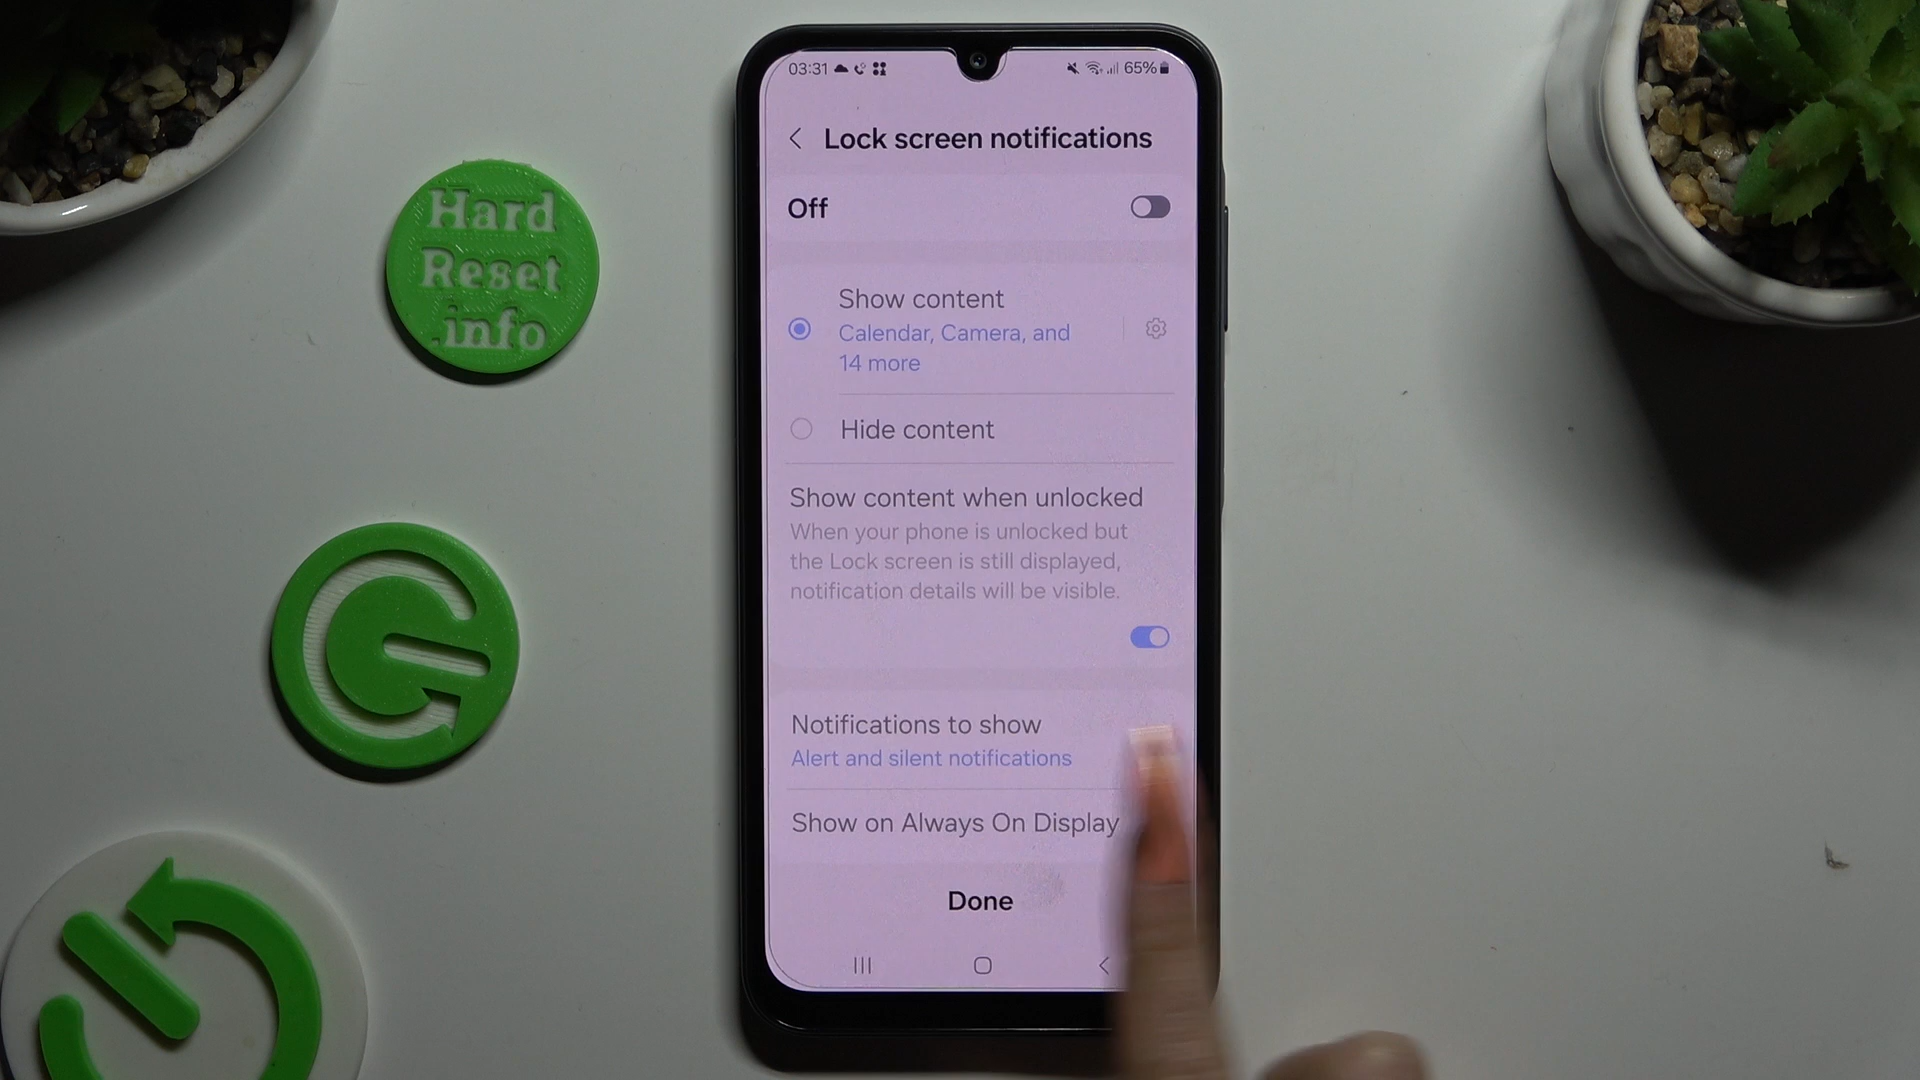 Hard
Reset
.info
03:31
65%
Lock screen notifications
Off
Show content
Calendar, Camera, and
14 more
Hide content
Show content when unlocked
When your phone is unlocked but
the Lock screen is still displayed,
notification details will be visible.
Notifications to show
Alert and silent notifications
Show on Always On Display
Done